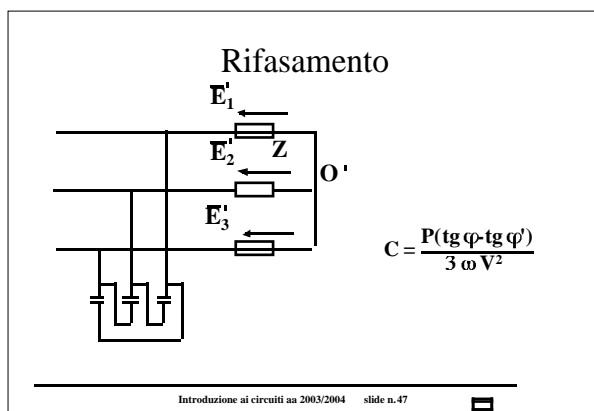 Rifasamento
E̅'₁
E̅'₂ Z
O'
E̅'₃
C = P(tg φ-tg φ') / 3 ω V²
Introduzione ai circuiti aa 2003/2004 slide n.47